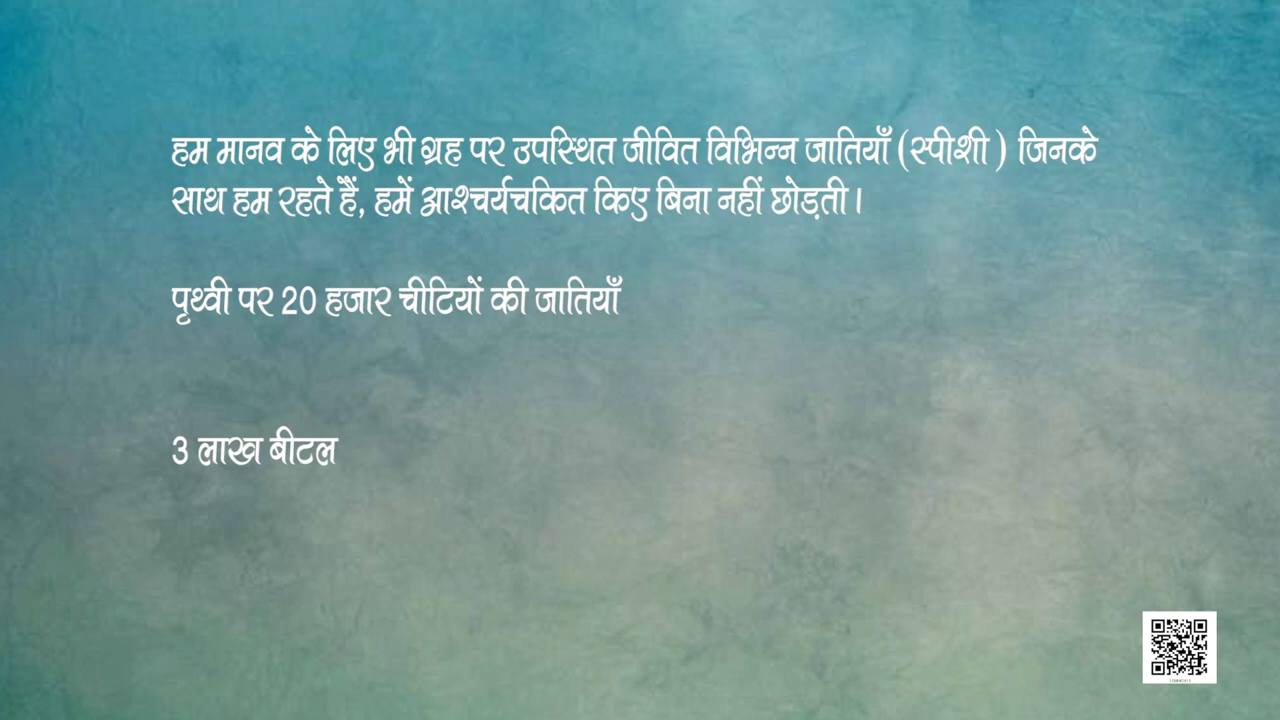 हम मानव के लिए भी ग्रह पर उपस्थित जीवित विभिन्न जातियाँ (स्पीशी ) जिनके
साथ हम रहते हैं, हमें आश्चर्यचकित किए बिना नहीं छोड़ती ।
पृथ्वी पर 20 हजार चीटियों की जातियाँ
3 लाख बीटल